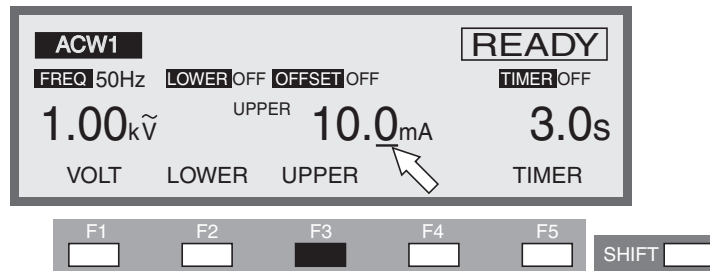 ACW1 READY
FREQ 50Hz LOWER OFF OFFSET OFF TIMER OFF
1.00kṼ UPPER 10.0mA 3.0s
VOLT LOWER UPPER TIMER
F1 F2 F3 F4 F5
SHIFT